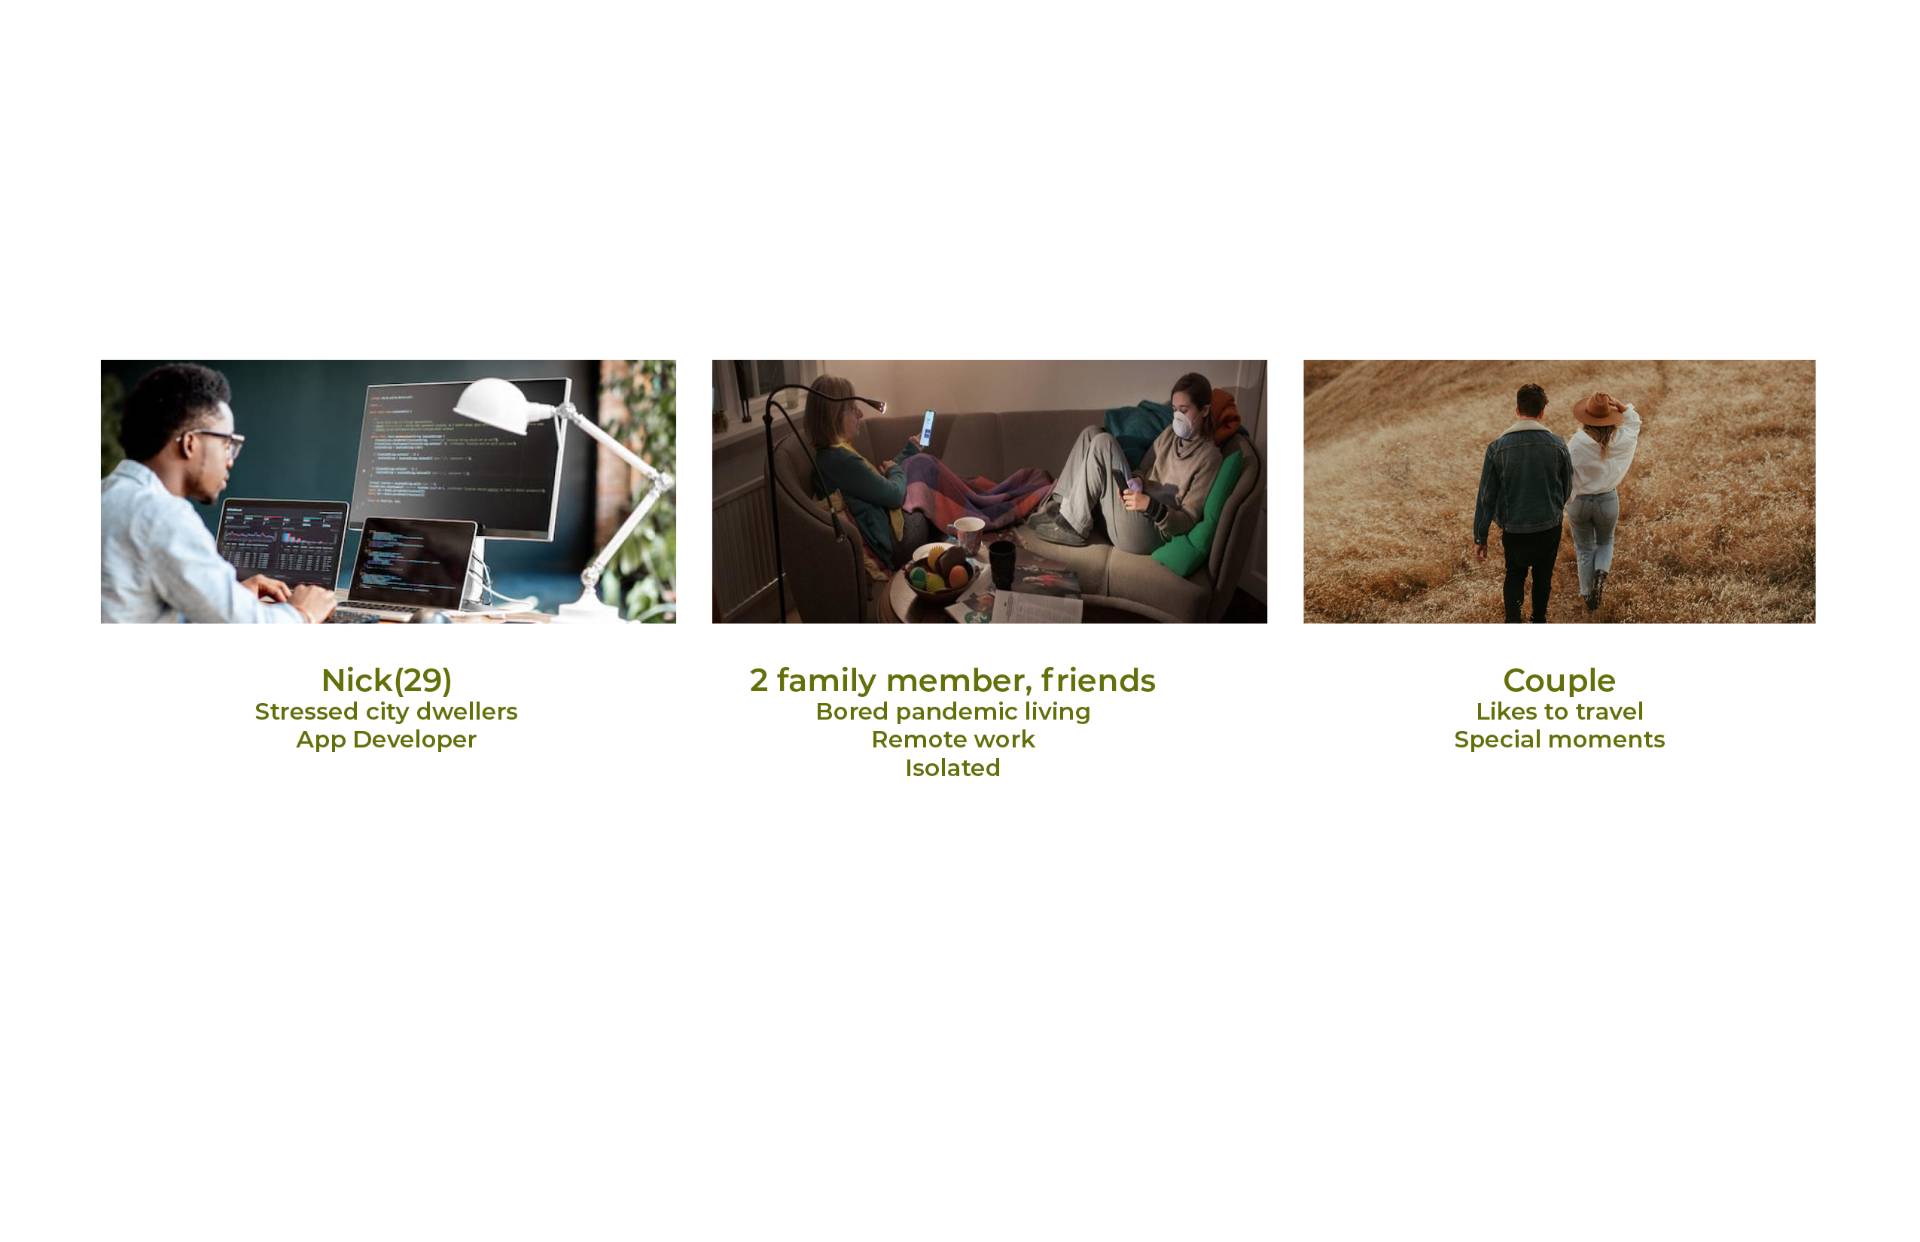 Nick(29)
Stressed city dwellers
App Developer
2 family member, friends
Bored pandemic living
Remote work
Isolated
Couple
Likes to travel
Special moments